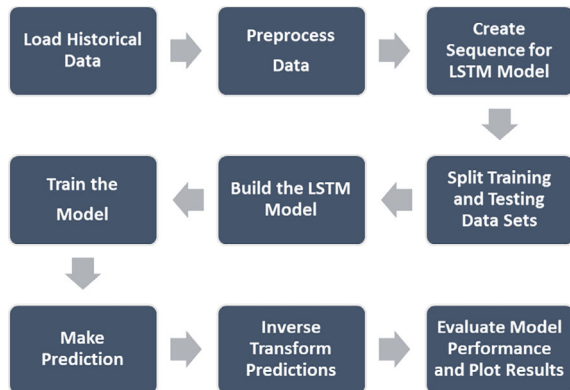 Load Historical
Data
Preprocess
Data
Create
Sequence for
LSTM Model
Split Training
and Testing
Data Sets
Build the LSTM
Model
Train the
Model
Make
Prediction
Inverse
Transform
Predictions
Evaluate Model
Performance
and Plot Results